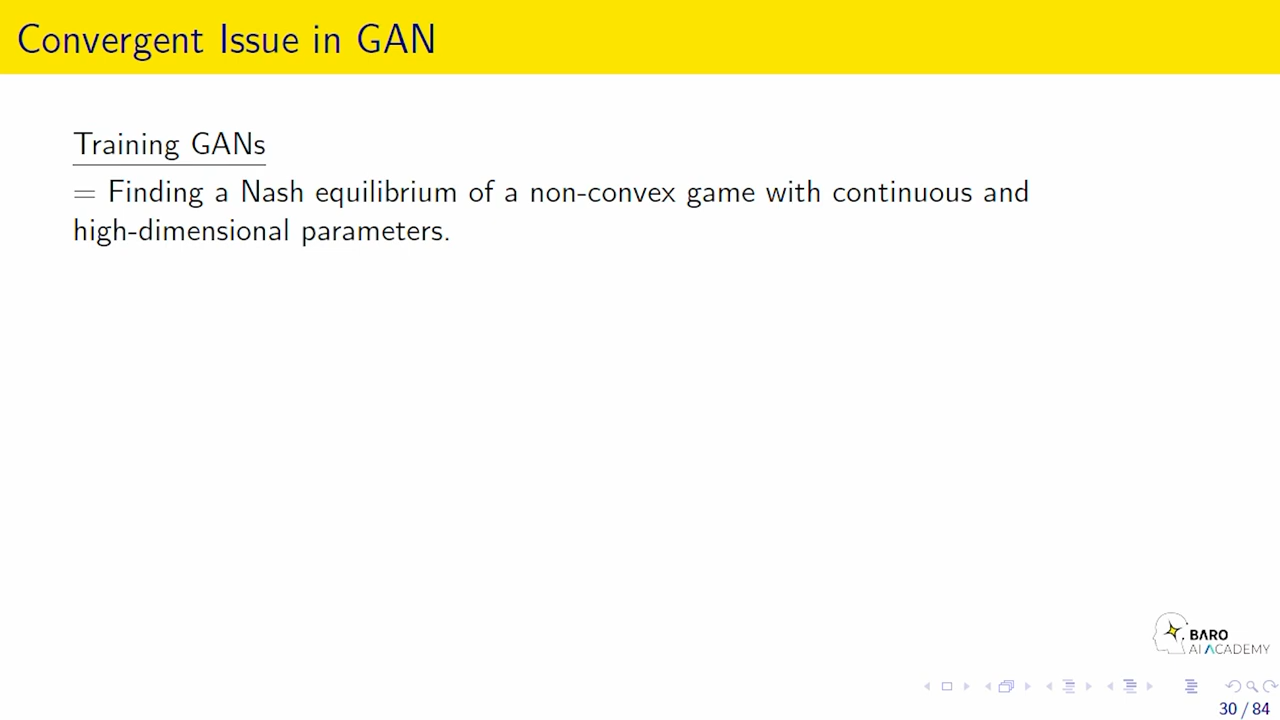 Convergent Issue in GAN
Training GANs
= Finding a Nash equilibrium of a non-convex game with continuous and
high-dimensional parameters.
BARO
AI ACADEMY
30 / 84